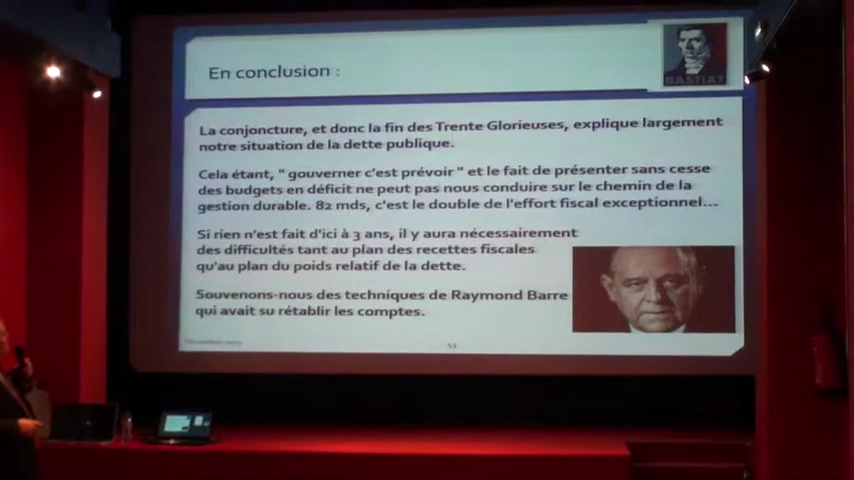 BASTIAT
En conclusion :
La conjoncture, et donc la fin des Trente Glorieuses, explique largement
notre situation de la dette publique.
Cela étant, " gouverner c'est prévoir " et le fait de présenter sans cesse
des budgets en déficit ne peut pas nous conduire sur le chemin de la
gestion durable. 82 mds, c'est le double de l'effort fiscal exceptionnel...
Si rien n'est fait d'ici à 3 ans, il y aura nécessairement
des difficultés tant au plan des recettes fiscales
qu'au plan du poids relatif de la dette.
Souvenons-nous des techniques de Raymond Barre
qui avait su rétablir les comptes.